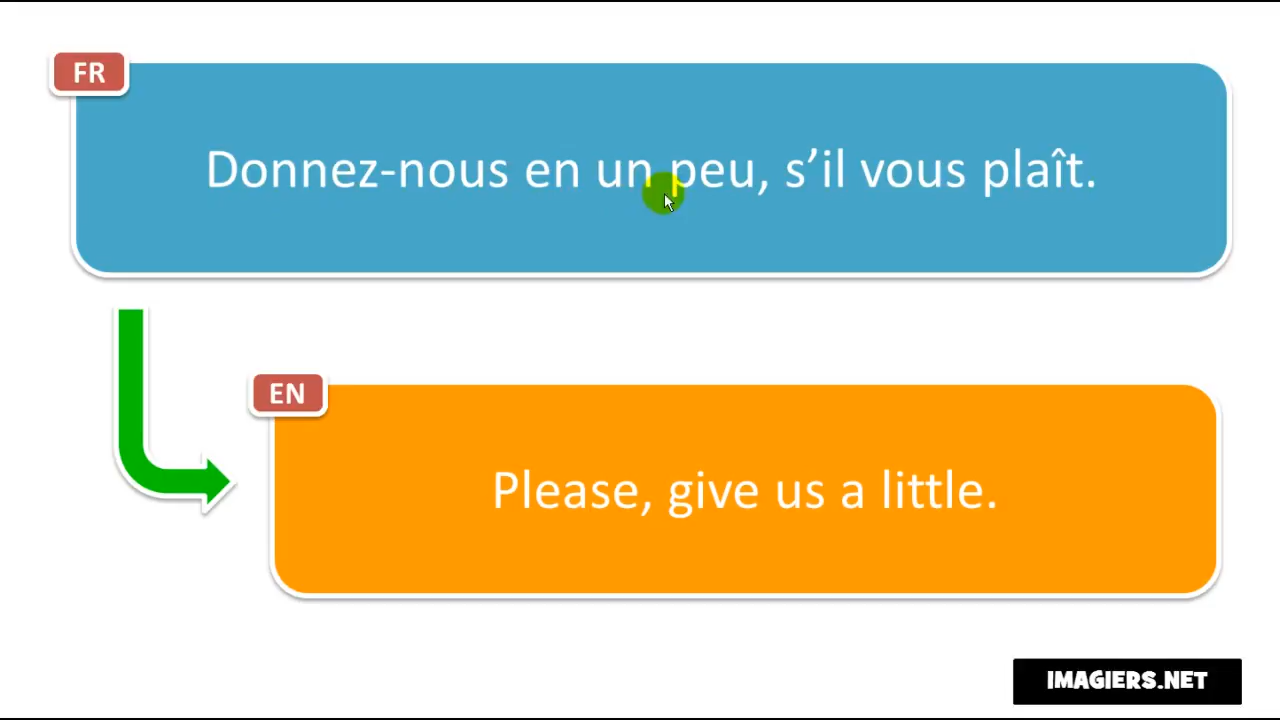 FR
Donnez-nous en un peu, s’il vous plaît.
EN
Please, give us a little.
IMAGIERS.NET